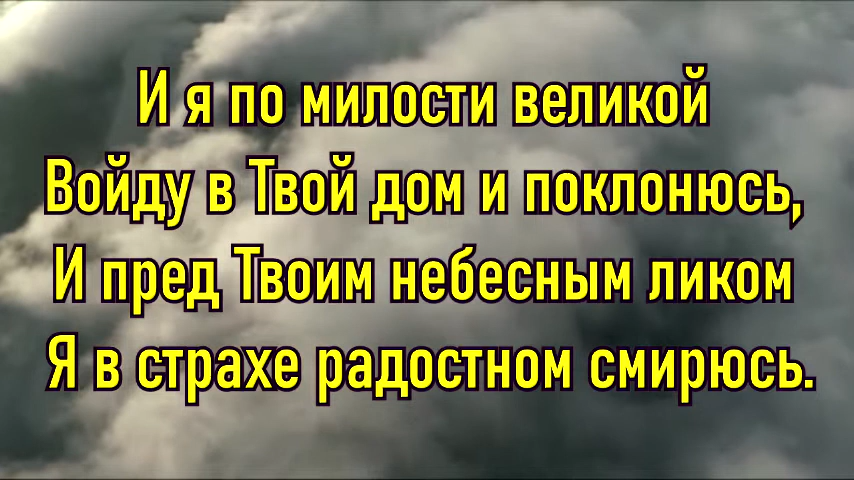 И я по милости великой
Войду в Твой дом и поклонюсь,
И пред Твоим небесным ликом
Я в страхе радостном смирюсь.